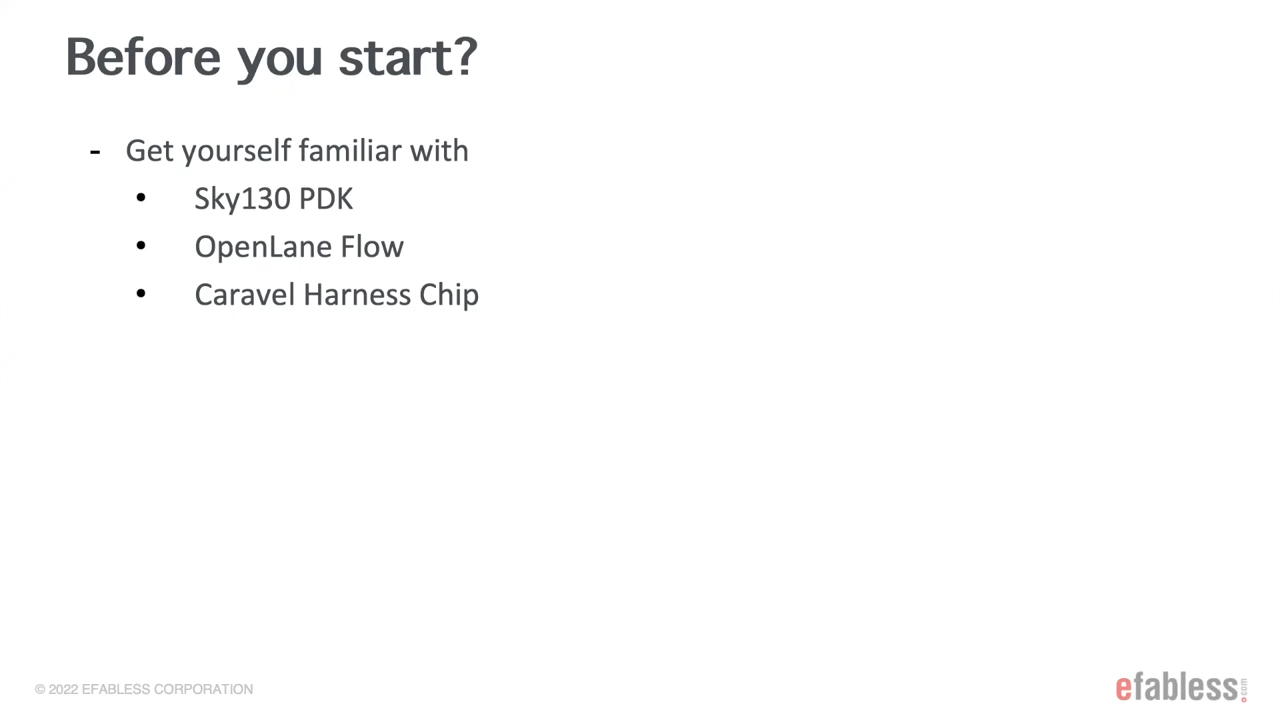 Before you start?
- Get yourself familiar with
• Sky130 PDK
• OpenLane Flow
• Caravel Harness Chip
© 2022 EFABLESS CORPORATION
efabless.com